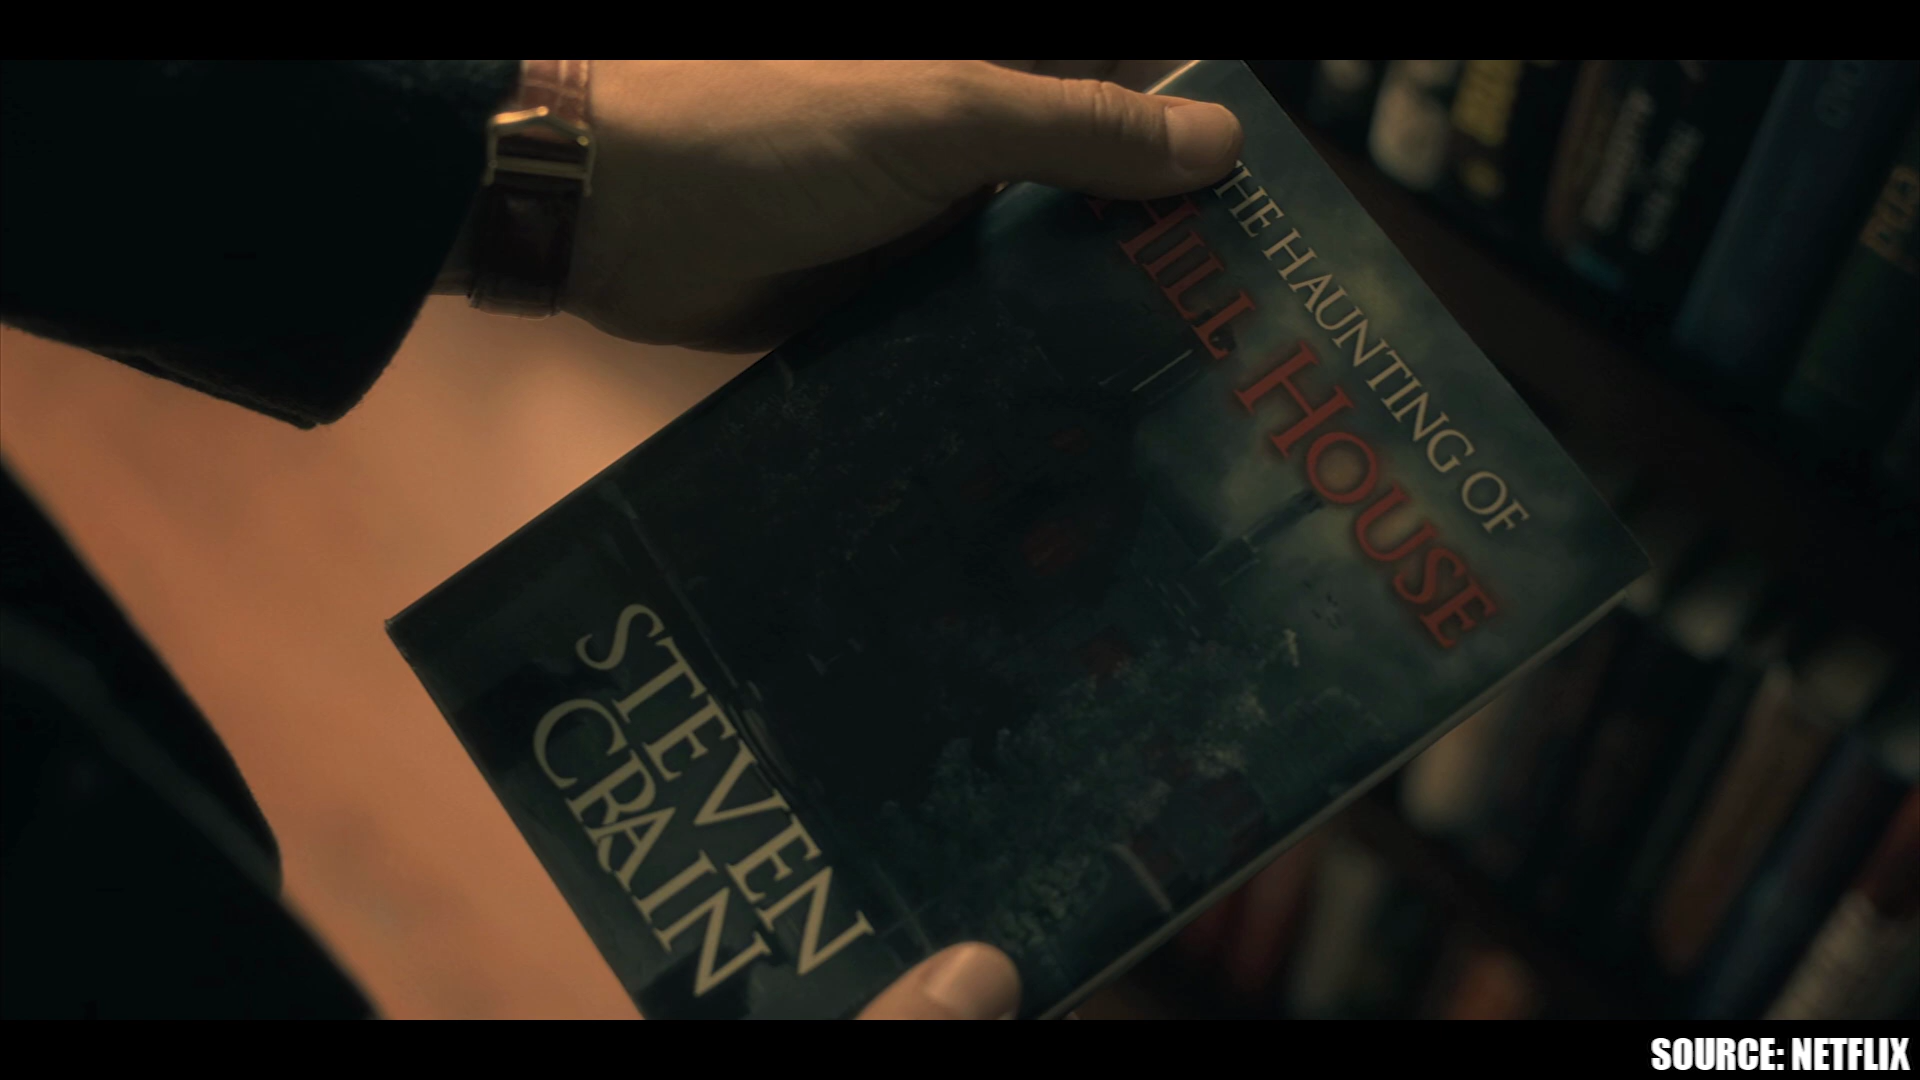 THE HAUNTING OF
HILL HOUSE
STEVEN
CRAIN
SOURCE: NETFLIX